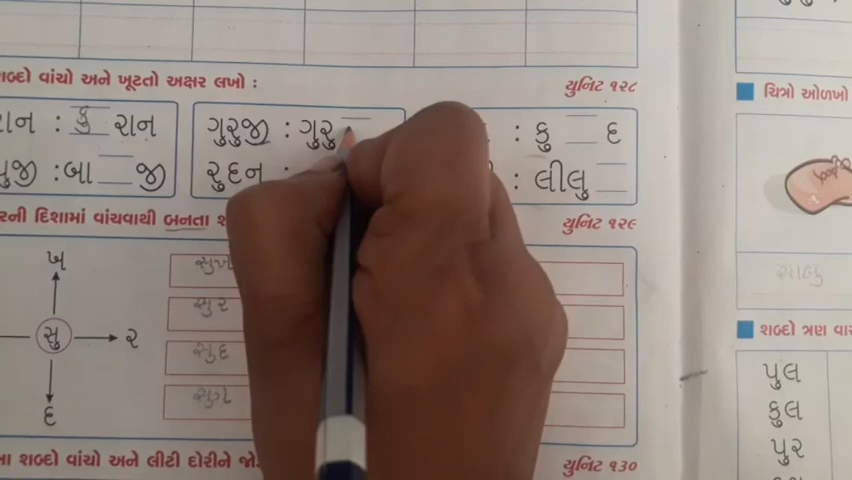 શબ્દો વાંચો અને ખૂટતો અક્ષર લખો : યુનિટ ૧૨૮
રાન : કુ રાન ગુરુજી : ગુરુ : કુ દ
પુજી : બા જી રુદન : : લીલુ
રની દિશામાં વાંચવાથી બનતા યુનિટ ૧૨૯
ખ
સુ
ર
દ
સુખ
સુર
સુદ
યુનિટ ૧૩૦
આ શબ્દો વાંચો અને લીટી દોરીને
ચિત્રો ઓળખો
શબ્દો ત્રણ વાર
પુલ
કુલ
પુર